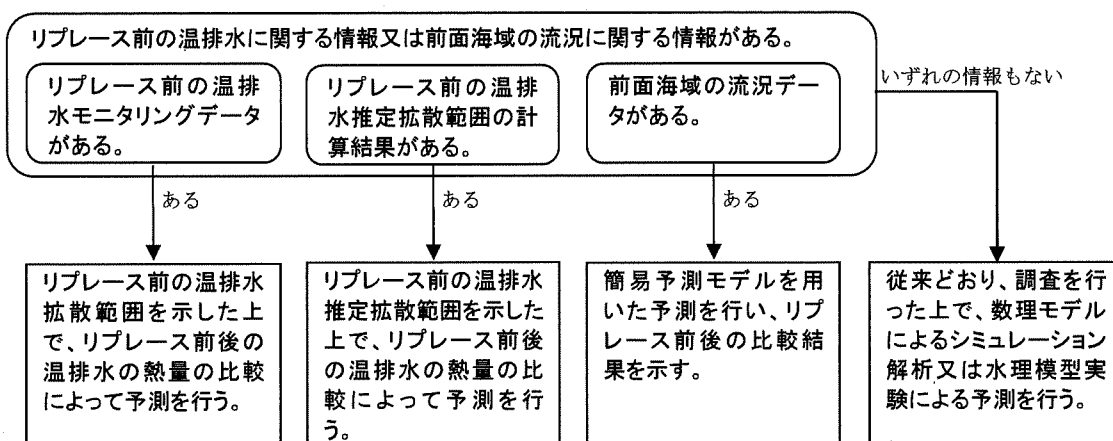 リプレース前の温排水に関する情報又は前面海域の流況に関する情報がある。
リプレース前の温排
水モニタリングデータ
がある。
リプレース前の温排
水推定拡散範囲の計
算結果がある。
前面海域の流況デー
タがある。
いずれの情報もない
ある
ある
ある
リプレース前の温排水
拡散範囲を示した上
で、リプレース前後の
温排水の熱量の比較
によって予測を行う。
リプレース前の温排水
推定拡散範囲を示した
上で、リプレース前後
の温排水の熱量の比
較によって予測を行
う。
簡易予測モデルを用
いた予測を行い、リプ
レース前後の比較結
果を示す。
従来どおり、調査を行
った上で、数理モデル
によるシミュレーション
解析又は水理模型実
験による予測を行う。